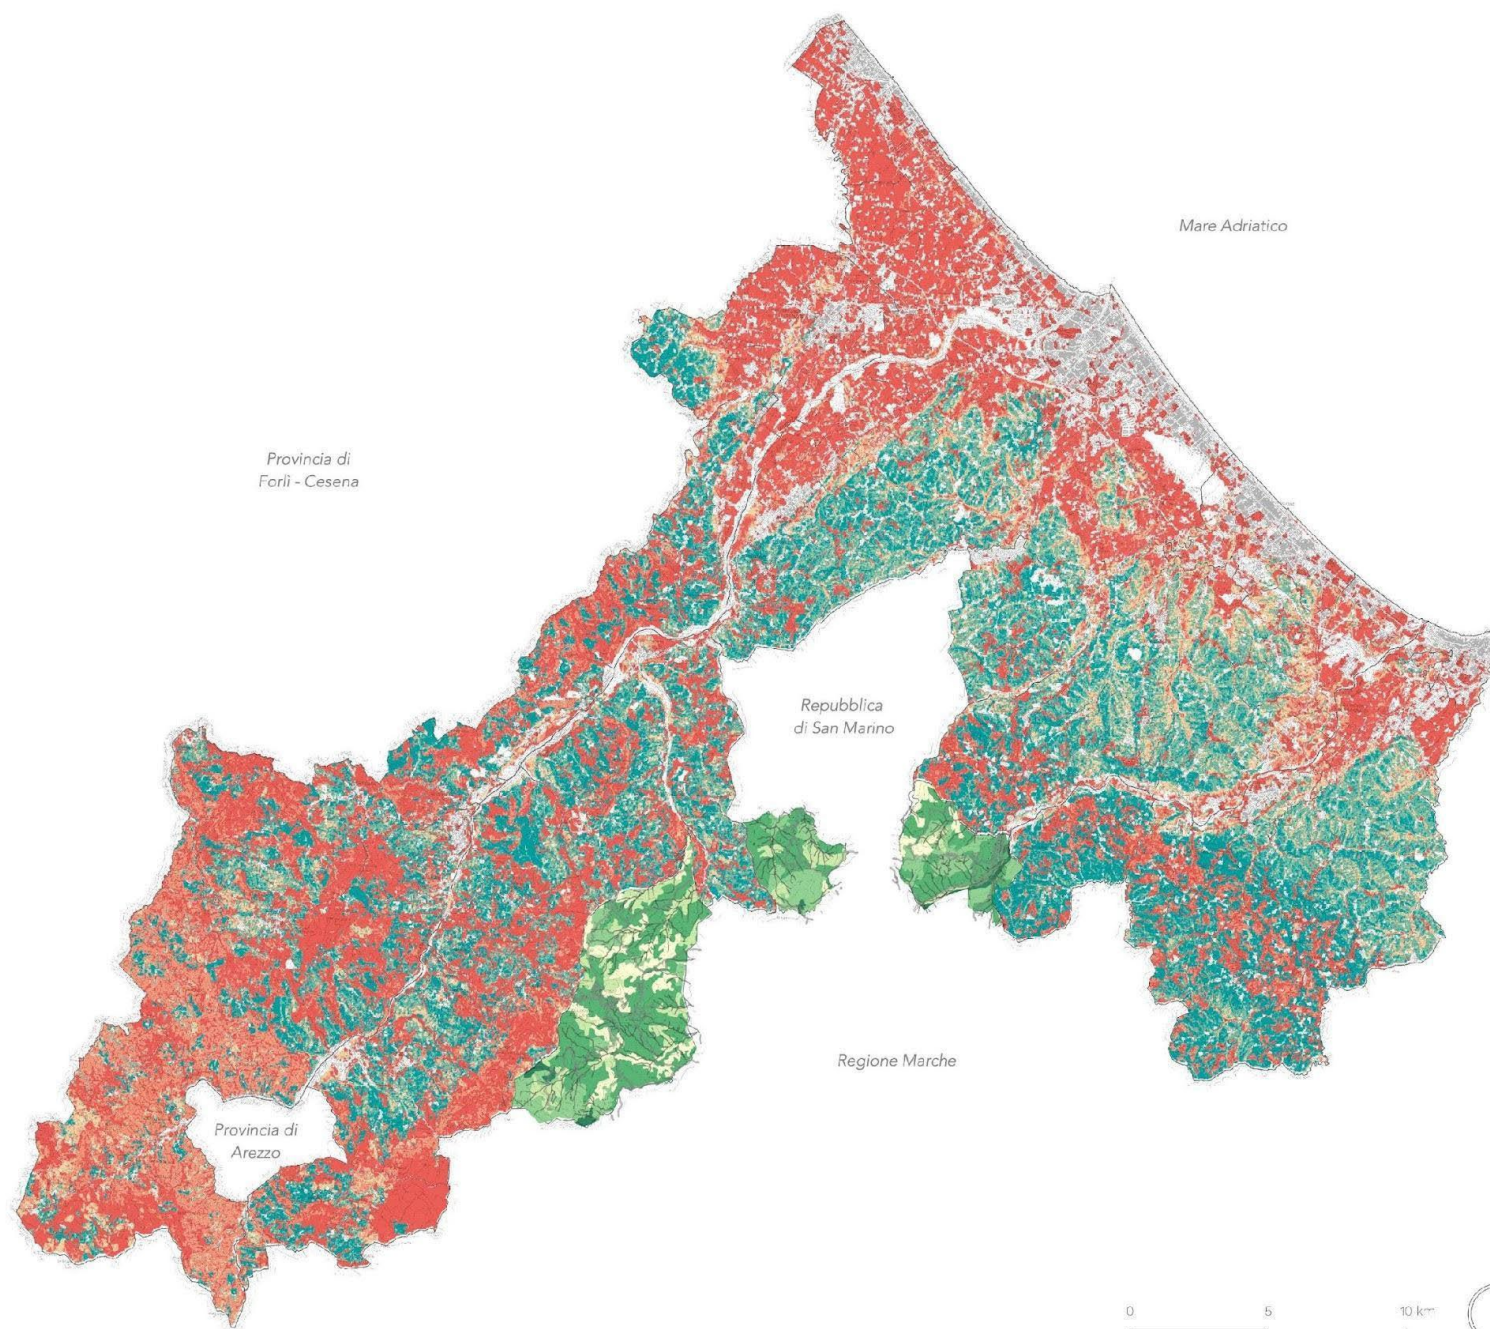 Mare Adriatico
Provincia di
Forlì - Cesena
Repubblica
di San Marino
Regione Marche
Provincia di
Arezzo
0 5 10 km